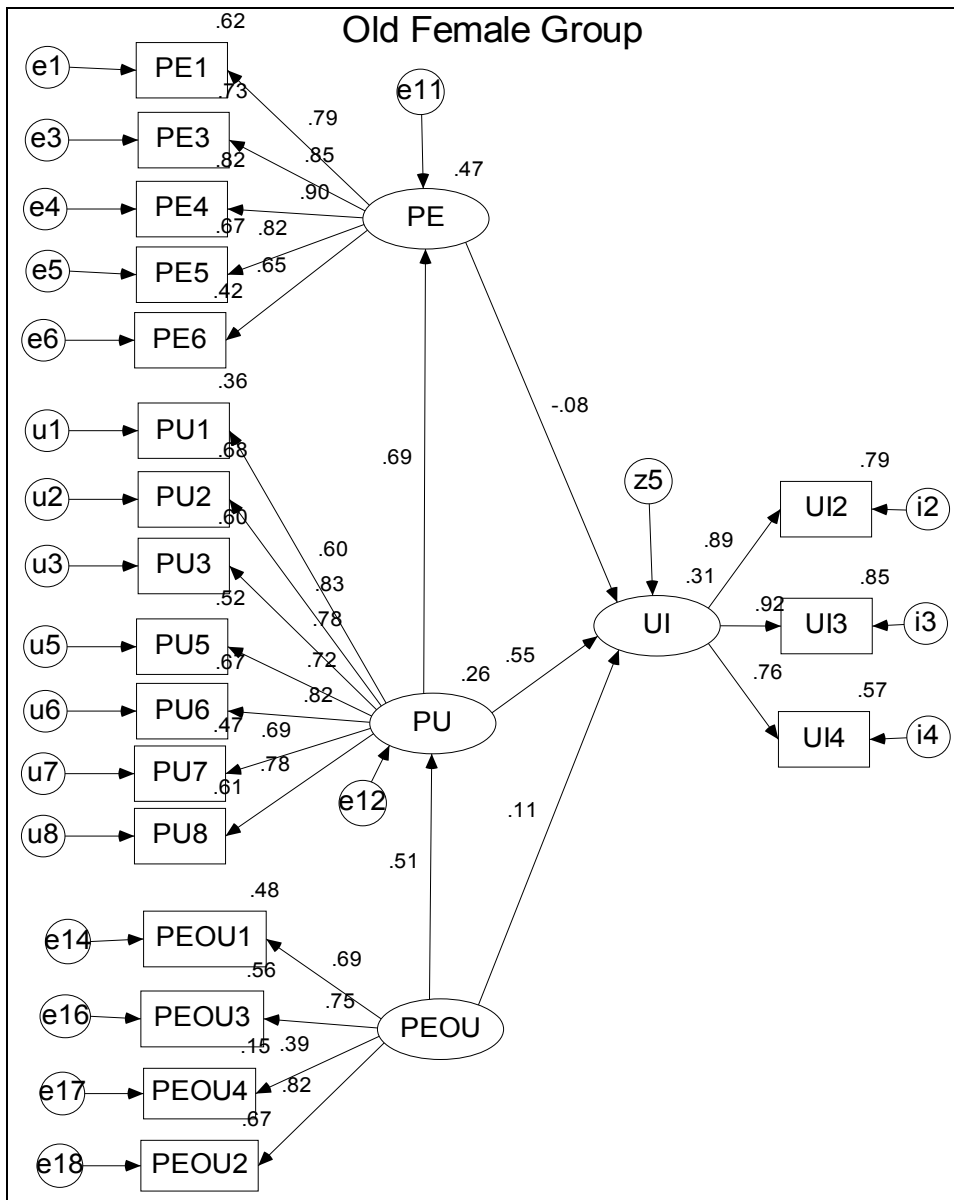 Old Female Group
.62
e1
PE1
.73
e11
.79
e3
PE3
.85
.82
.47
e4
PE4
.90
PE
.67
.82
e5
PE5
.65
.42
e6
PE6
.36
-.08
u1
PU1
.68
.69
.79
u2
PU2
z5
UI2
i2
.60
.89
.60
u3
PU3
.83
.31
.85
.52
.78
.92
UI
UI3
i3
u5
PU5
.72
.55
.67
.82
.26
.76
.57
u6
PU6
PU
UI4
i4
.47
.69
u7
PU7
.78
.61
e12
.11
u8
PU8
.51
.48
e14
PEOU1
.69
.56
.75
e16
PEOU3
PEOU
.15
.39
e17
PEOU4
.82
.67
e18
PEOU2